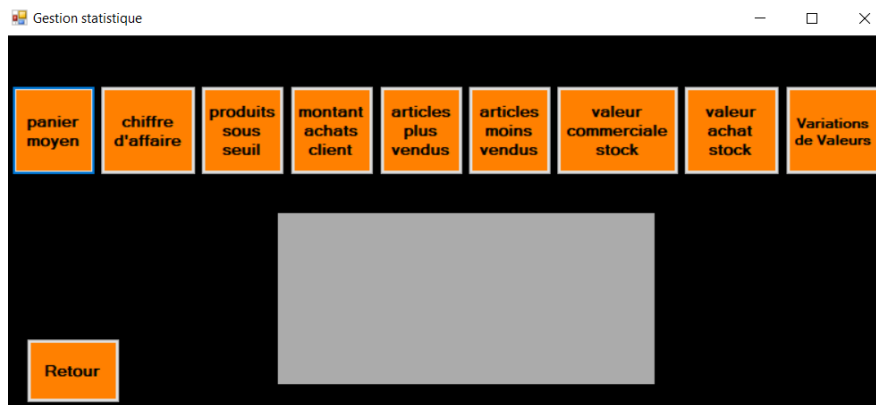 Gestion statistique
panier
moyen
chiffre
d'affaire
produits
sous
seuil
montant
achats
client
articles
plus
vendus
articles
moins
vendus
valeur
commerciale
stock
valeur
achat
stock
Variations
de Valeurs
Retour